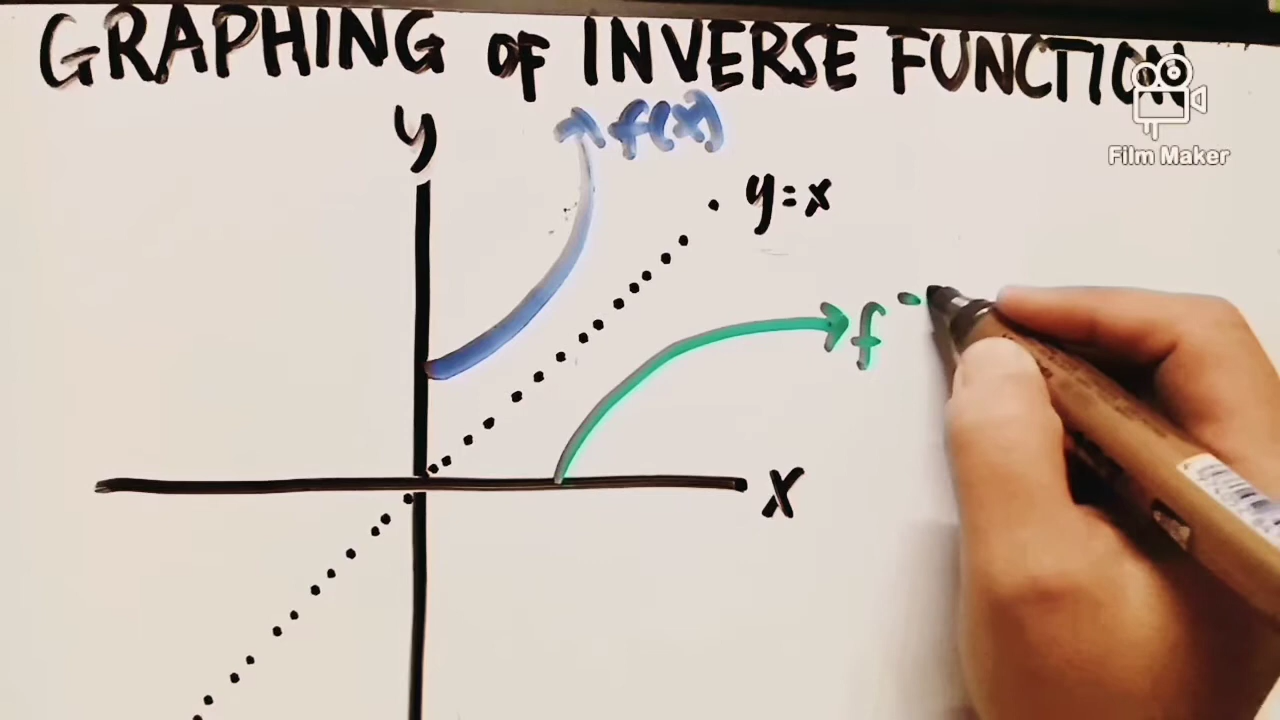 GRAPHING OF INVERSE FUNCTION
Film Maker
y
f(x)
y=x
f -
x